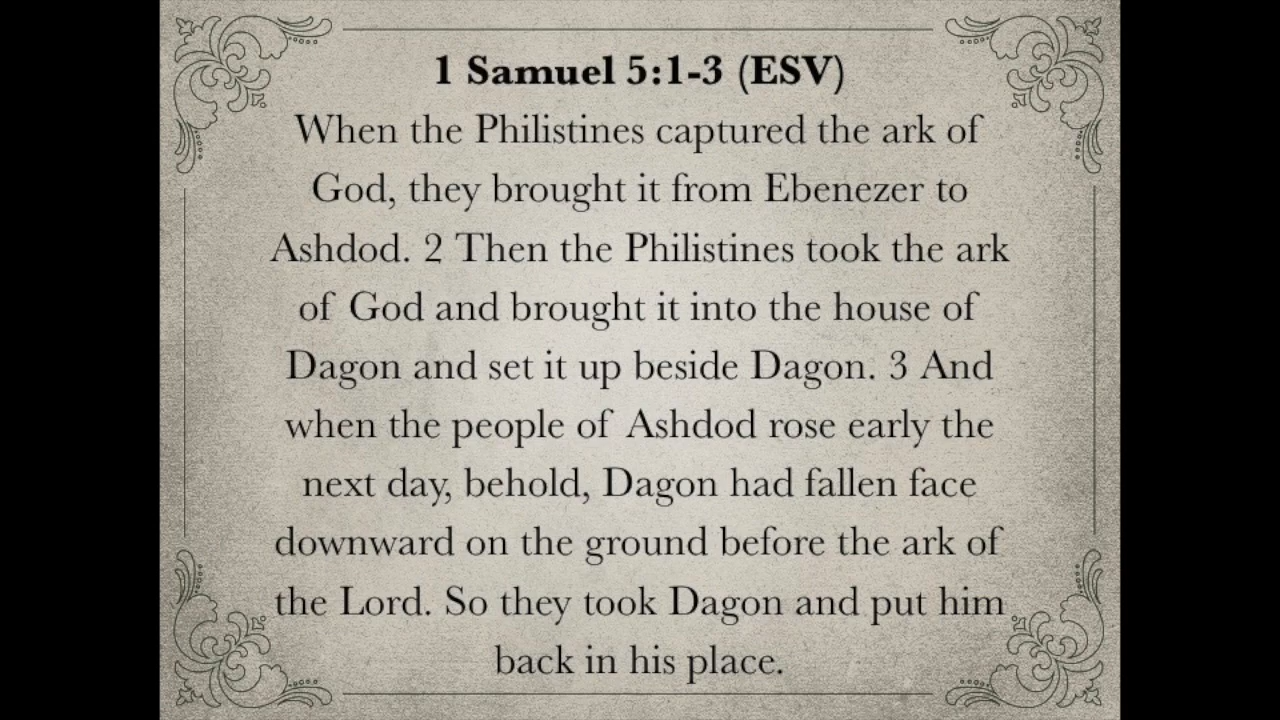 1 Samuel 5:1-3 (ESV)
When the Philistines captured the ark of
God, they brought it from Ebenezer to
Ashdod. 2 Then the Philistines took the ark
of God and brought it into the house of
Dagon and set it up beside Dagon. 3 And
when the people of Ashdod rose early the
next day, behold, Dagon had fallen face
downward on the ground before the ark of
the Lord. So they took Dagon and put him
back in his place.